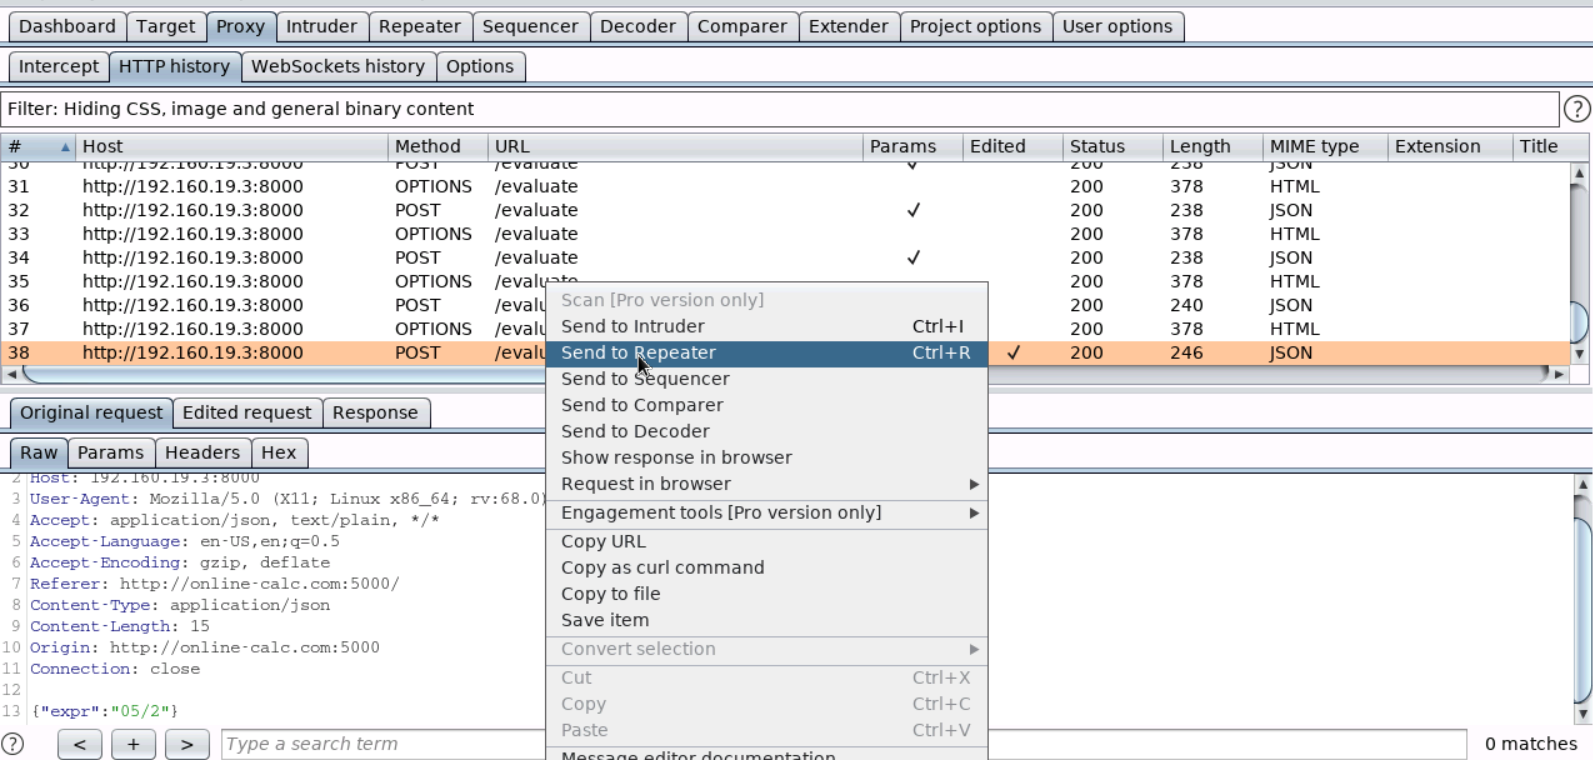 Dashboard Target Proxy Intruder Repeater Sequencer Decoder Comparer Extender Project options User options
Intercept HTTP history WebSockets history Options
Filter: Hiding CSS, image and general binary content ?
# Host Method URL Params Edited Status Length MIME type Extension Title
30 http://192.160.19.3:8000 POST /evaluate ✓ 200 238 JSON
31 http://192.160.19.3:8000 OPTIONS /evaluate 200 378 HTML
32 http://192.160.19.3:8000 POST /evaluate ✓ 200 238 JSON
33 http://192.160.19.3:8000 OPTIONS /evaluate 200 378 HTML
34 http://192.160.19.3:8000 POST /evaluate ✓ 200 238 JSON
35 http://192.160.19.3:8000 OPTIONS /evaluate 200 378 HTML
36 http://192.160.19.3:8000 POST /evalu 200 240 JSON
37 http://192.160.19.3:8000 OPTIONS /evalu 200 378 HTML
38 http://192.160.19.3:8000 POST /evalu ✓ 200 246 JSON
Scan [Pro version only]
Send to Intruder Ctrl+I
Send to Repeater Ctrl+R
Send to Sequencer
Send to Comparer
Send to Decoder
Show response in browser
Request in browser
Engagement tools [Pro version only]
Copy URL
Copy as curl command
Copy to file
Save item
Convert selection
Cut Ctrl+X
Copy Ctrl+C
Paste Ctrl+V
Message editor documentation
Original request Edited request Response
Raw Params Headers Hex
2 Host: 192.160.19.3:8000
3 User-Agent: Mozilla/5.0 (X11; Linux x86_64; rv:68.0)
4 Accept: application/json, text/plain, */*
5 Accept-Language: en-US,en;q=0.5
6 Accept-Encoding: gzip, deflate
7 Referer: http://online-calc.com:5000/
8 Content-Type: application/json
9 Content-Length: 15
10 Origin: http://online-calc.com:5000
11 Connection: close
12
13 {"expr":"05/2"}
? < + > Type a search term 0 matches